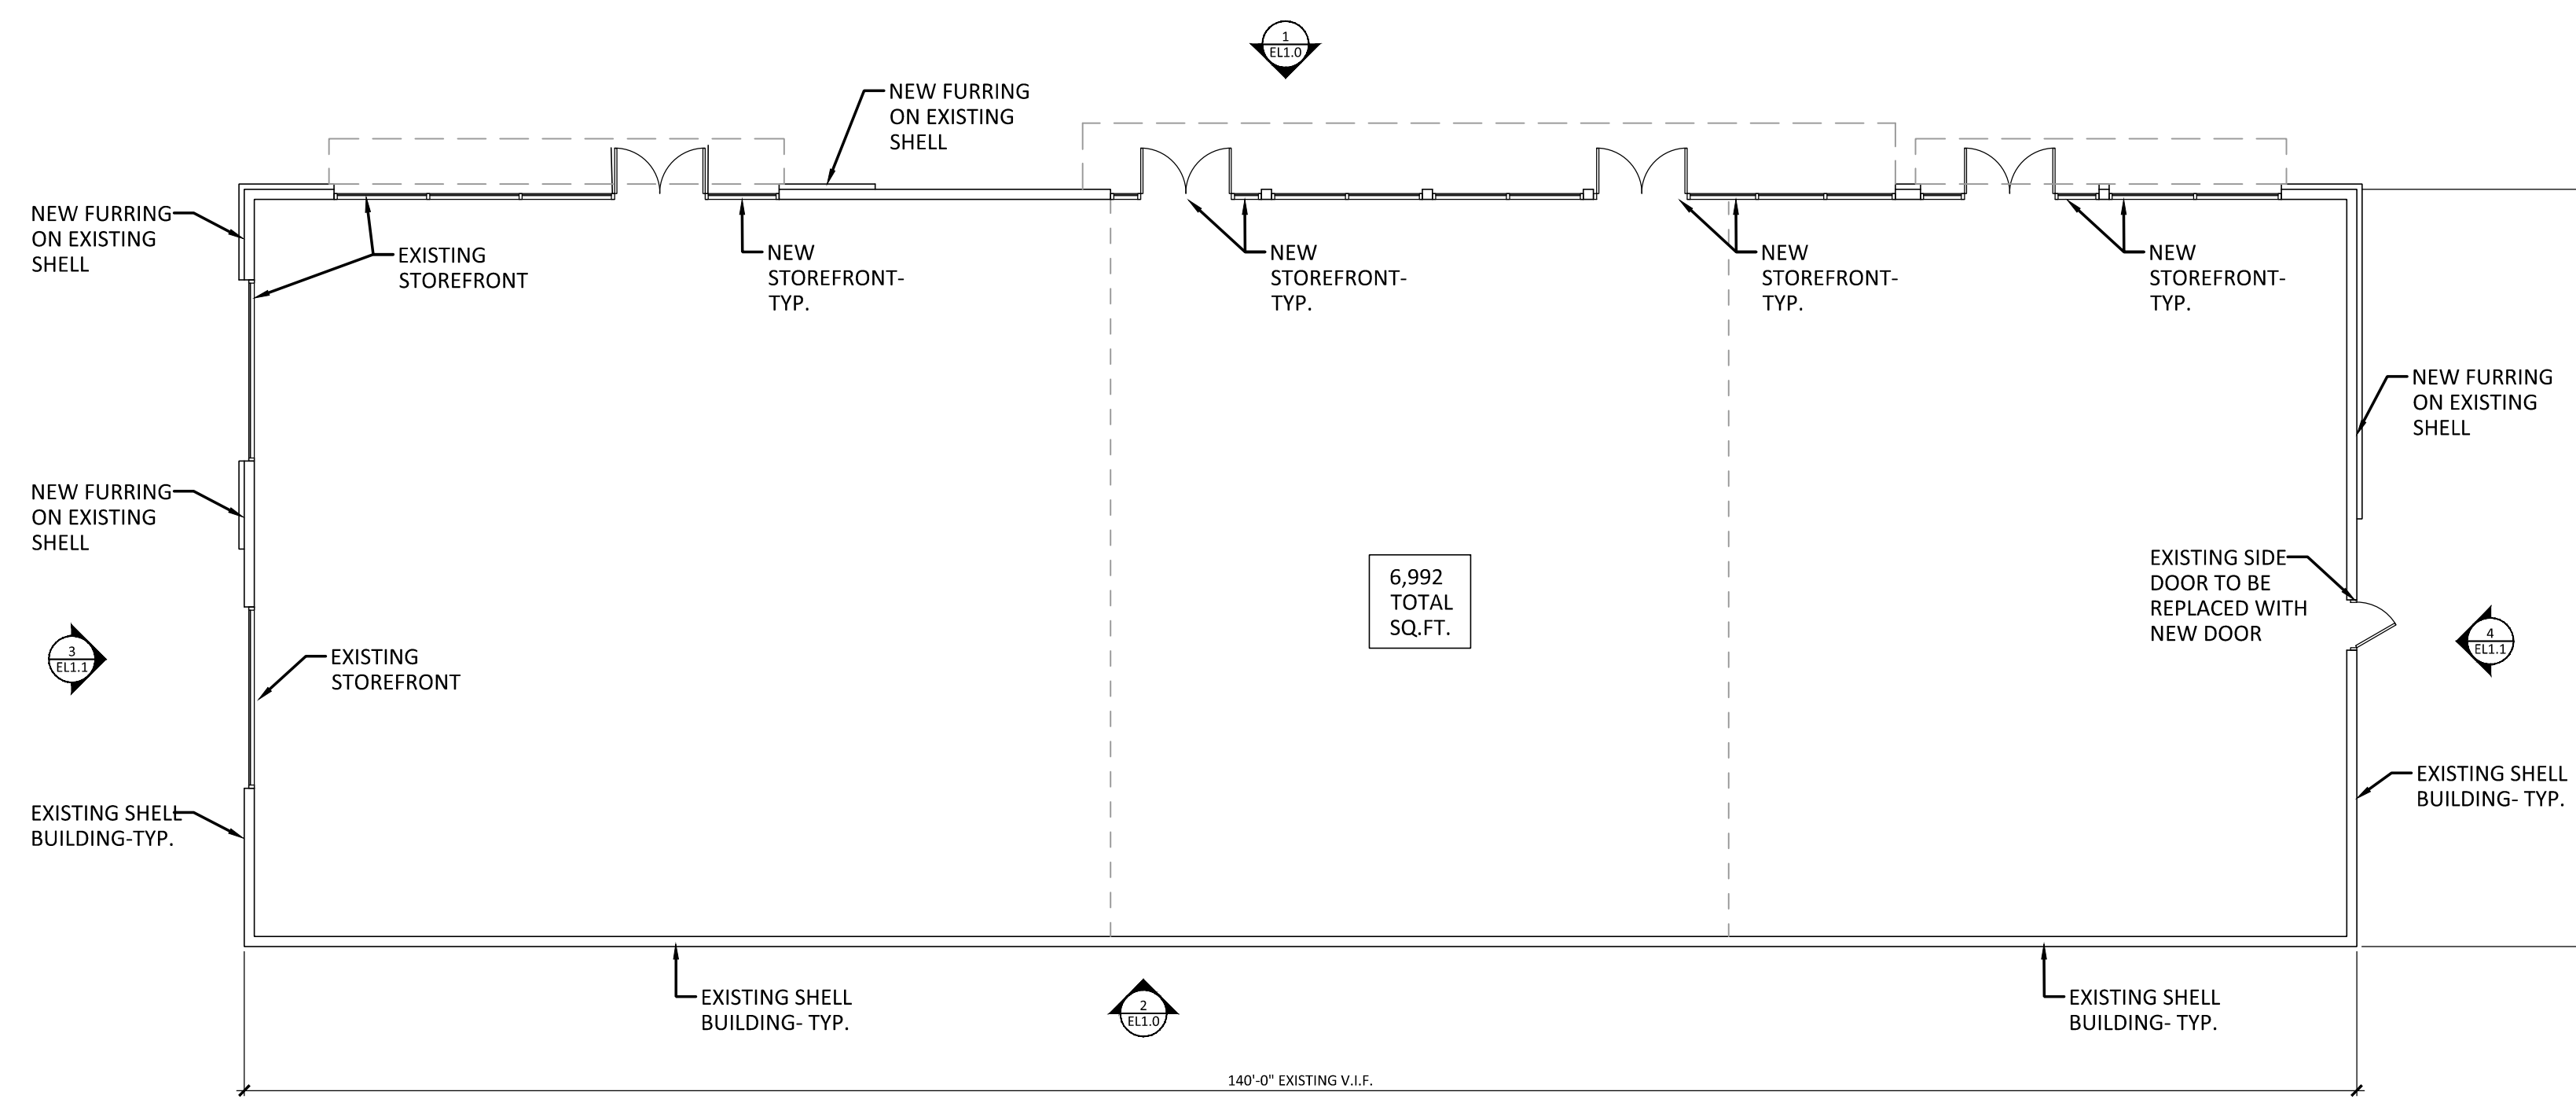 1
EL1.0
NEW FURRING
ON EXISTING
SHELL
NEW FURRING
ON EXISTING
SHELL
EXISTING
STOREFRONT
NEW
STOREFRONT-
TYP.
NEW
STOREFRONT-
TYP.
NEW
STOREFRONT-
TYP.
NEW
STOREFRONT-
TYP.
NEW FURRING
ON EXISTING
SHELL
NEW FURRING
ON EXISTING
SHELL
6,992
TOTAL
SQ.FT.
EXISTING SIDE
DOOR TO BE
REPLACED WITH
NEW DOOR
3
EL1.1
4
EL1.1
EXISTING
STOREFRONT
EXISTING SHELL
BUILDING-TYP.
EXISTING SHELL
BUILDING- TYP.
EXISTING SHELL
BUILDING- TYP.
2
EL1.0
EXISTING SHELL
BUILDING- TYP.
140'-0" EXISTING V.I.F.